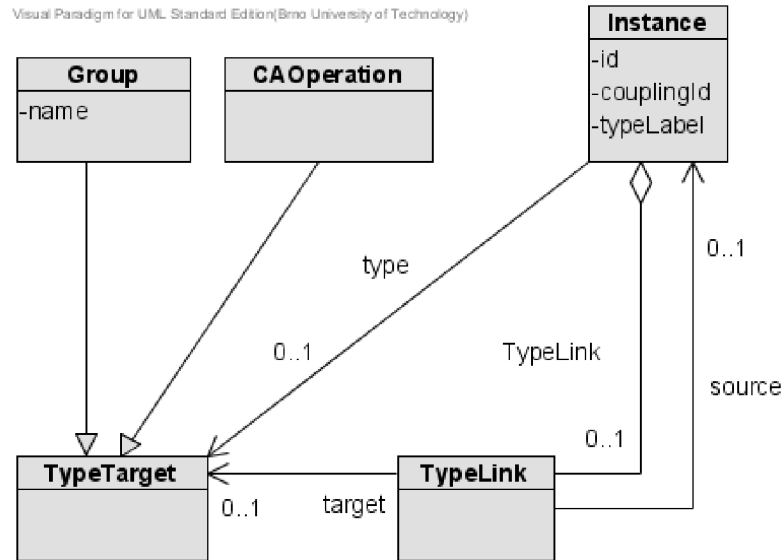 Visual Paradigm for UML Standard Edition(Brno University of Technology)
Instance
-id
-couplingId
-typeLabel
Group
-name
CAOperation
type
0..1
0..1
TypeLink
source
0..1
TypeTarget
0..1
target
TypeLink